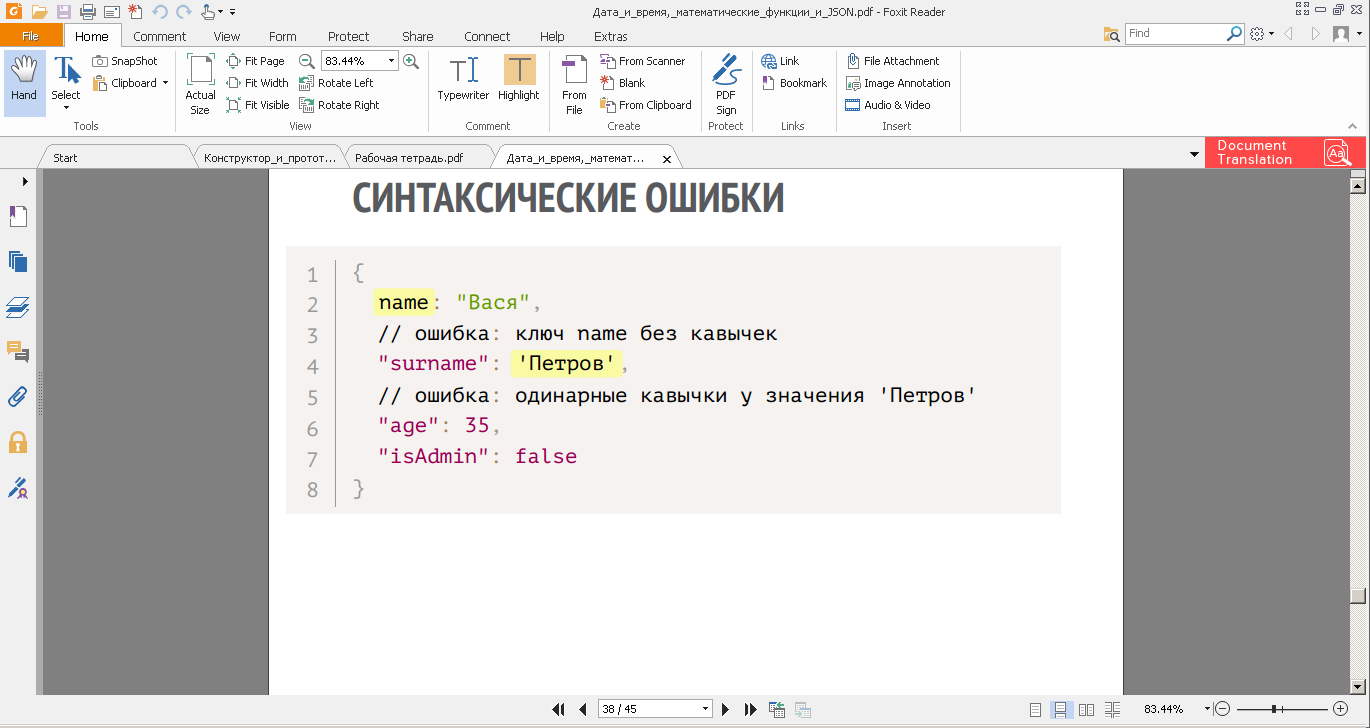 Дата_и_время,_математические_функции_и_JSON.pdf - Foxit Reader
File Home Comment View Form Protect Share Connect Help Extras Find
Hand
Select
Tools
SnapShot
Clipboard
Actual Size
Fit Page
Fit Width
Fit Visible
83.44%
Rotate Left
Rotate Right
View
Typewriter
Highlight
Comment
From File
From Scanner
Blank
From Clipboard
Create
PDF Sign
Protect
Link
Bookmark
Links
File Attachment
Image Annotation
Audio & Video
Insert
Start
Конструктор_и_протот...
Рабочая тетрадь.pdf
Дата_и_время,_математ...
Document
Translation
Aa
СИНТАКСИЧЕСКИЕ ОШИБКИ
1 {
2 name: "Вася",
3 // ошибка: ключ name без кавычек
4 "surname": 'Петров',
5 // ошибка: одинарные кавычки у значения 'Петров'
6 "age": 35,
7 "isAdmin": false
8 }
38 / 45
83.44%